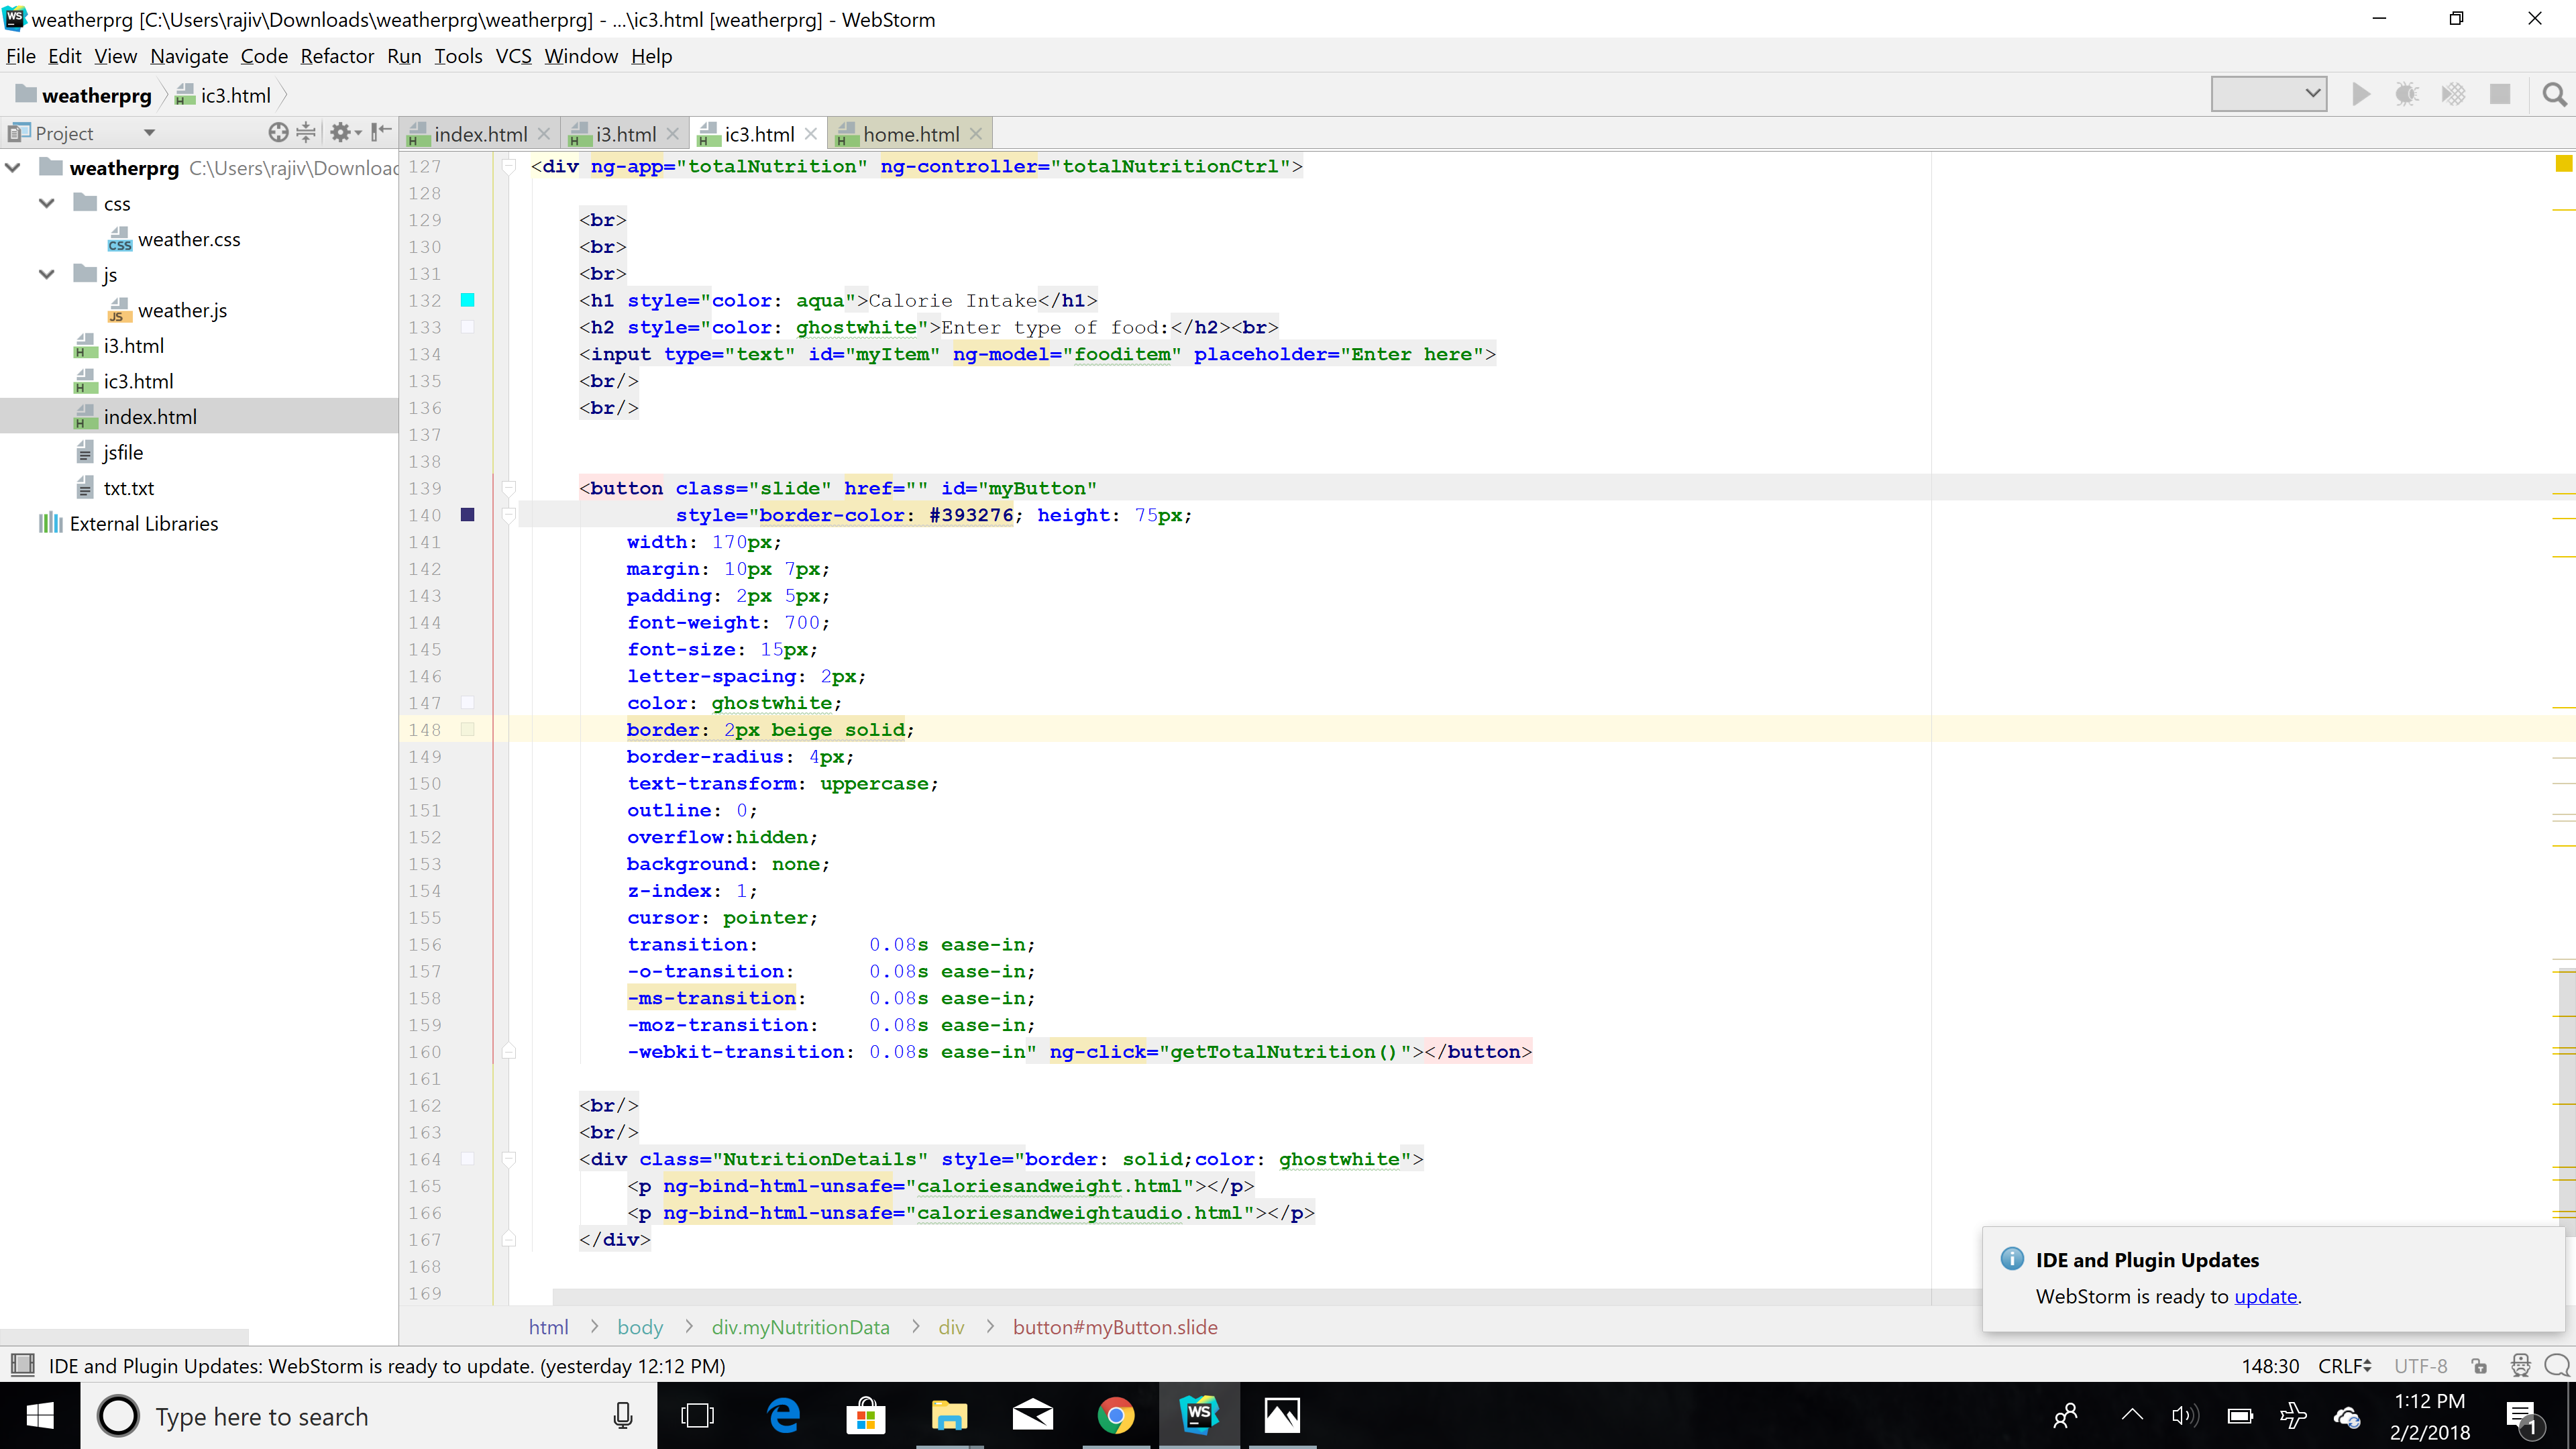 WS weatherprg [C:\Users\rajiv\Downloads\weatherprg\weatherprg] - ...\ic3.html [weatherprg] - WebStorm
File Edit View Navigate Code Refactor Run Tools VCS Window Help
weatherprg ic3.html
Project
index.html i3.html ic3.html home.html
weatherprg C:\Users\rajiv\Downloac
css
weather.css
js
weather.js
i3.html
ic3.html
index.html
jsfile
txt.txt
External Libraries
127 <div ng-app="totalNutrition" ng-controller="totalNutritionCtrl">
128
129 <br>
130 <br>
131 <br>
132 <h1 style="color: aqua">Calorie Intake</h1>
133 <h2 style="color: ghostwhite">Enter type of food:</h2><br>
134 <input type="text" id="myItem" ng-model="fooditem" placeholder="Enter here">
135 <br/>
136 <br/>
137
138
139 <button class="slide" href="" id="myButton"
140 style="border-color: #393276; height: 75px;
141 width: 170px;
142 margin: 10px 7px;
143 padding: 2px 5px;
144 font-weight: 700;
145 font-size: 15px;
146 letter-spacing: 2px;
147 color: ghostwhite;
148 border: 2px beige solid;
149 border-radius: 4px;
150 text-transform: uppercase;
151 outline: 0;
152 overflow:hidden;
153 background: none;
154 z-index: 1;
155 cursor: pointer;
156 transition: 0.08s ease-in;
157 -o-transition: 0.08s ease-in;
158 -ms-transition: 0.08s ease-in;
159 -moz-transition: 0.08s ease-in;
160 -webkit-transition: 0.08s ease-in" ng-click="getTotalNutrition()"></button>
161
162 <br/>
163 <br/>
164 <div class="NutritionDetails" style="border: solid;color: ghostwhite">
165 <p ng-bind-html-unsafe="caloriesandweight.html"></p>
166 <p ng-bind-html-unsafe="caloriesandweightaudio.html"></p>
167 </div>
168
169
html body div.myNutritionData div button#myButton.slide
IDE and Plugin Updates
WebStorm is ready to update.
IDE and Plugin Updates: WebStorm is ready to update. (yesterday 12:12 PM)
148:30 CRLF UTF-8
Type here to search
WS
1:12 PM
2/2/2018
1